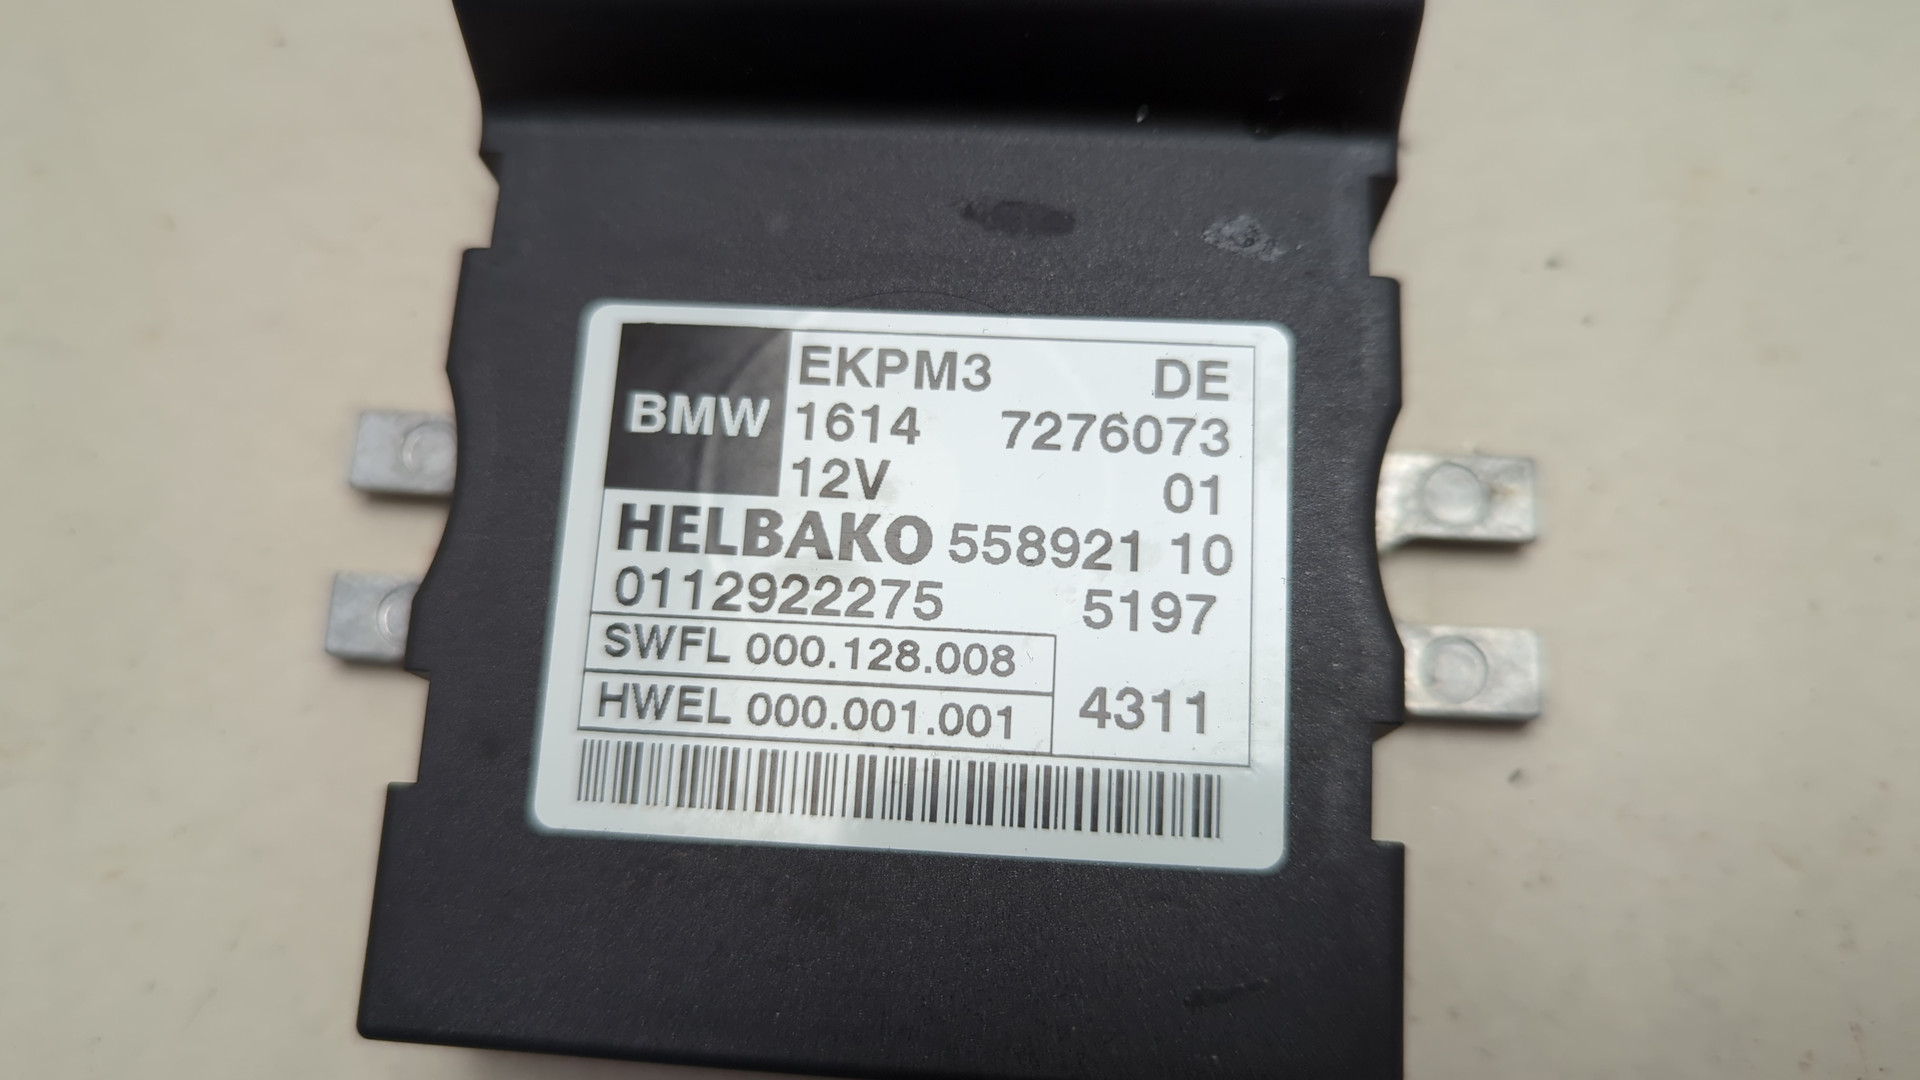 BMW
EKPM3 DE
1614 7276073
12V 01
HELBAKO 558921 10
0112922275 5197
SWFL 000.128.008
HWEL 000.001.001 4311